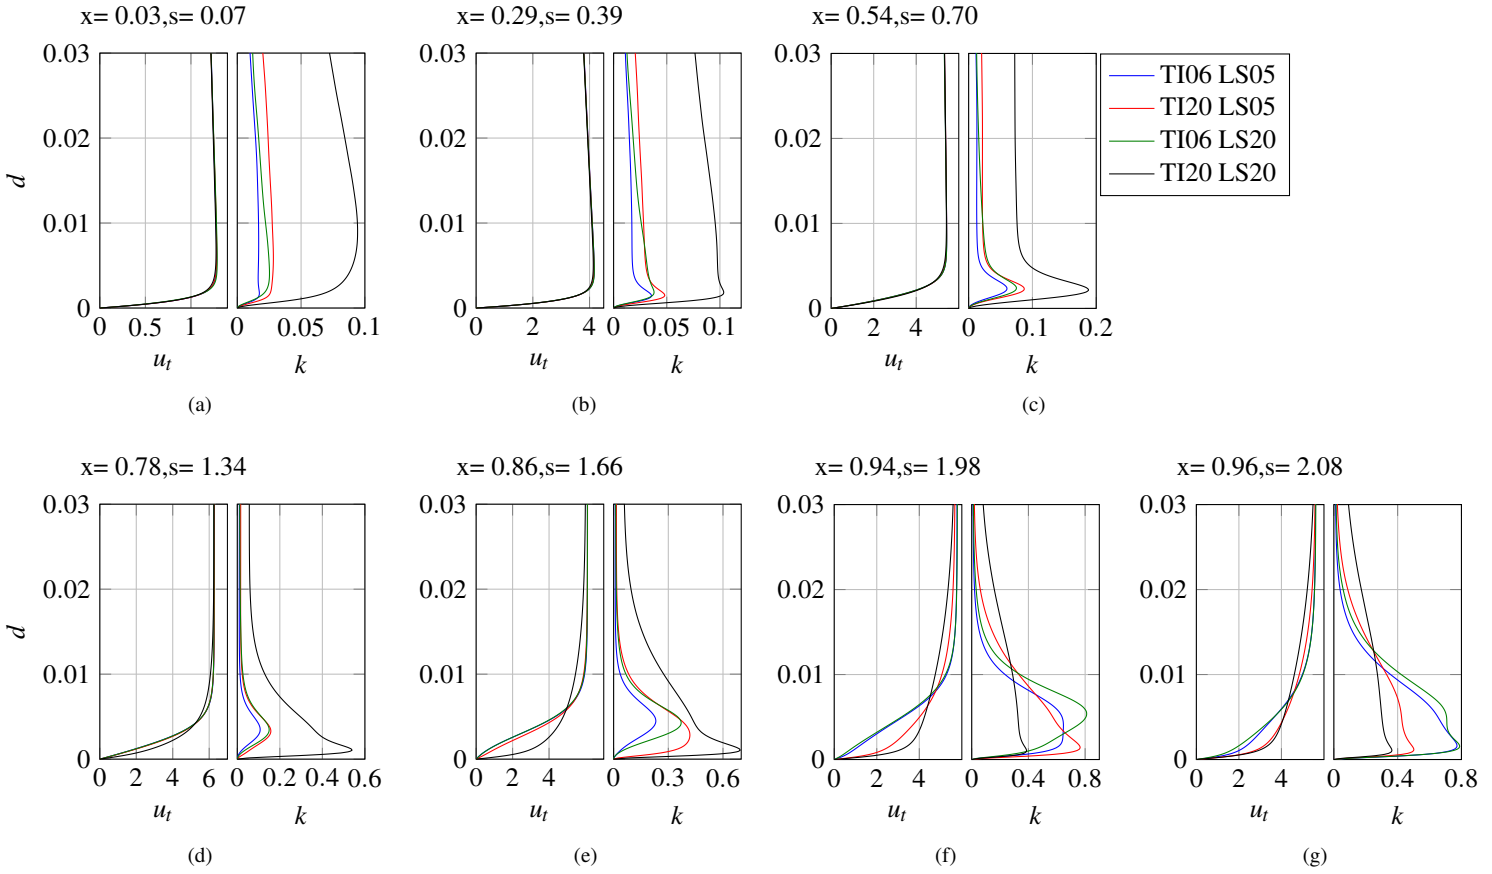 x= 0.03,s= 0.07
x= 0.29,s= 0.39
x= 0.54,s= 0.70
0.03
0.02
0.01
0
d
0 0.5 1
u_t
0 0.05 0.1
k
(a)
0.03
0.02
0.01
0
0 2 4
u_t
0 0.05 0.1
k
(b)
0.03
0.02
0.01
0
0 2 4
u_t
0 0.1 0.2
k
(c)
TI06 LS05
TI20 LS05
TI06 LS20
TI20 LS20
x= 0.78,s= 1.34
x= 0.86,s= 1.66
x= 0.94,s= 1.98
x= 0.96,s= 2.08
0.03
0.02
0.01
0
d
0 2 4 6
u_t
0 0.2 0.4 0.6
k
(d)
0.03
0.02
0.01
0
0 2 4
u_t
0 0.3 0.6
k
(e)
0.03
0.02
0.01
0
0 2 4
u_t
0 0.4 0.8
k
(f)
0.03
0.02
0.01
0
0 2 4
u_t
0 0.4 0.8
k
(g)